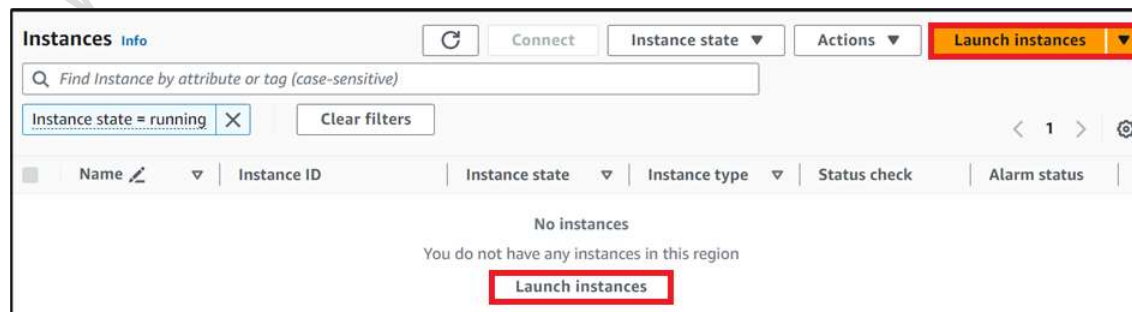 Instances Info Connect Instance state Actions Launch instances
Find Instance by attribute or tag (case-sensitive)
Instance state = running Clear filters
1
Name Instance ID Instance state Instance type Status check Alarm status
No instances
You do not have any instances in this region
Launch instances